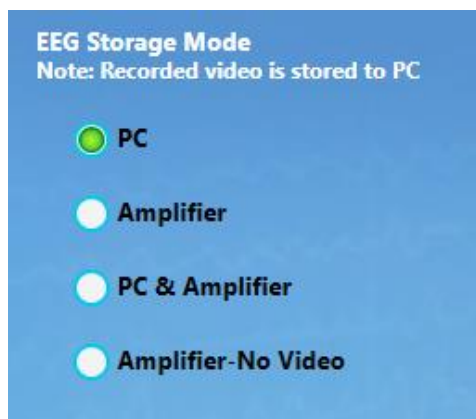 EEG Storage Mode
Note: Recorded video is stored to PC
PC
Amplifier
PC & Amplifier
Amplifier-No Video